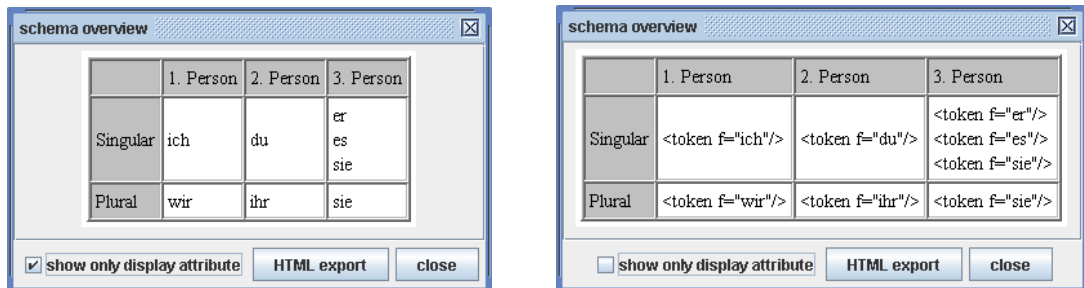 schema overview
1. Person 2. Person 3. Person
Singular ich du er
es
sie
Plural wir ihr sie
show only display attribute HTML export close
schema overview
1. Person 2. Person 3. Person
Singular <token f="ich"/> <token f="du"/> <token f="er"/>
<token f="es"/>
<token f="sie"/>
Plural <token f="wir"/> <token f="ihr"/> <token f="sie"/>
show only display attribute HTML export close